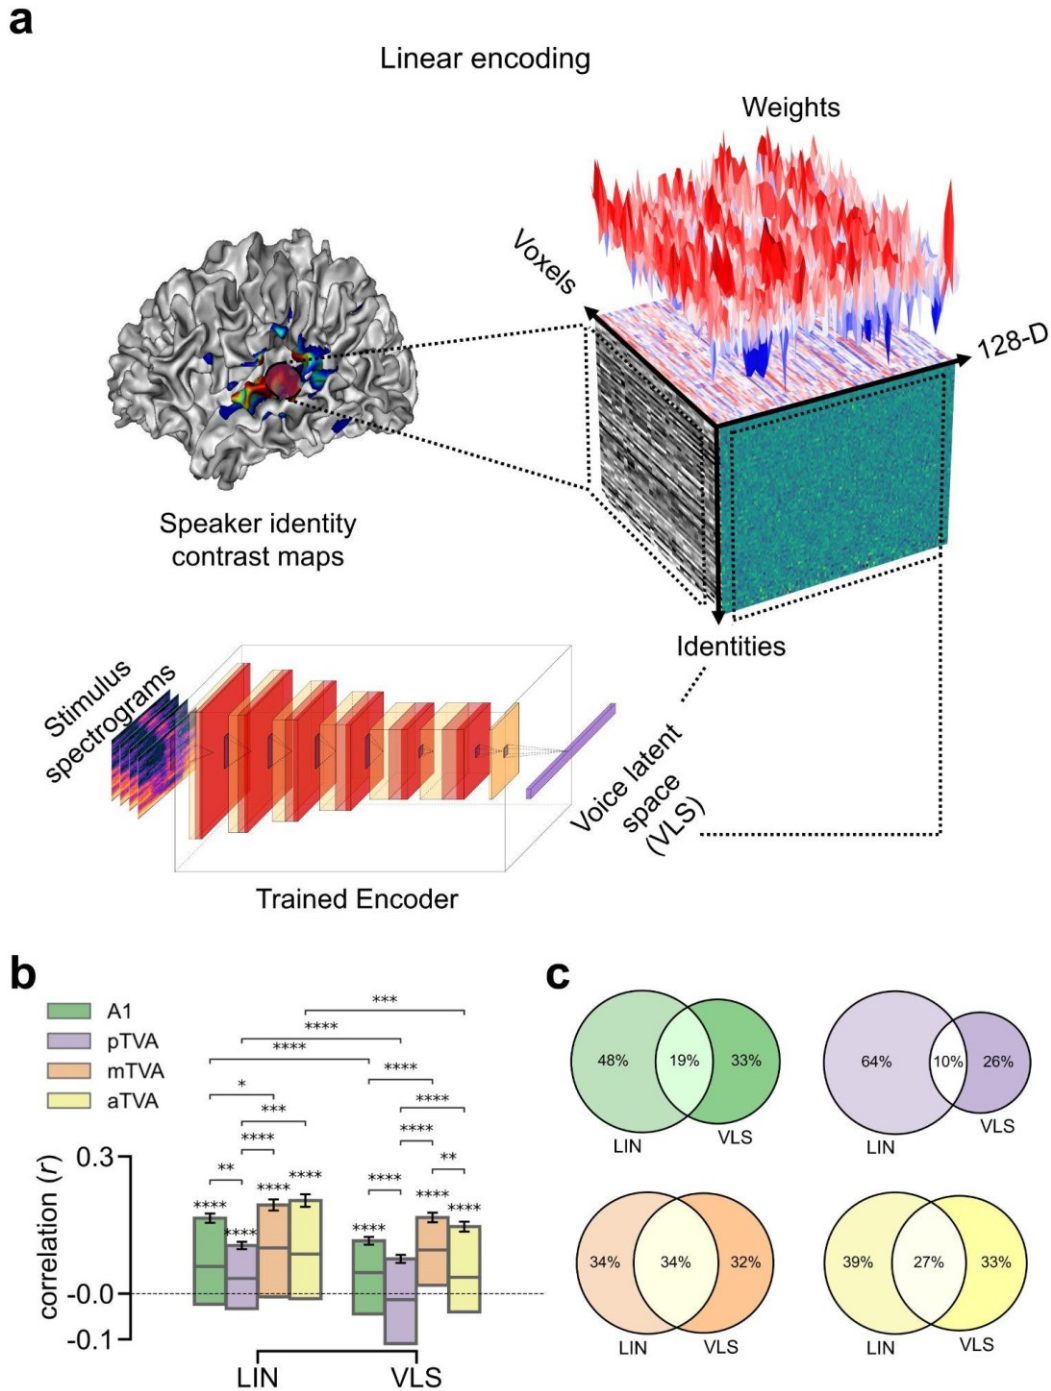 a
Linear encoding
Weights
Voxels
128-D
Speaker identity
contrast maps
Identities
Stimulus
spectrograms
Voice latent
space
(VLS)
Trained Encoder
b
A1
pTVA
mTVA
aTVA
***
****
****
****
*
****
***
****
****
**
**
****
****
****
****
****
****
****
****
****
correlation (r)
0.3
-0.0
-0.1
LIN
VLS
c
48%
19%
33%
LIN
VLS
64%
10%
26%
LIN
VLS
34%
34%
32%
LIN
VLS
39%
27%
33%
LIN
VLS